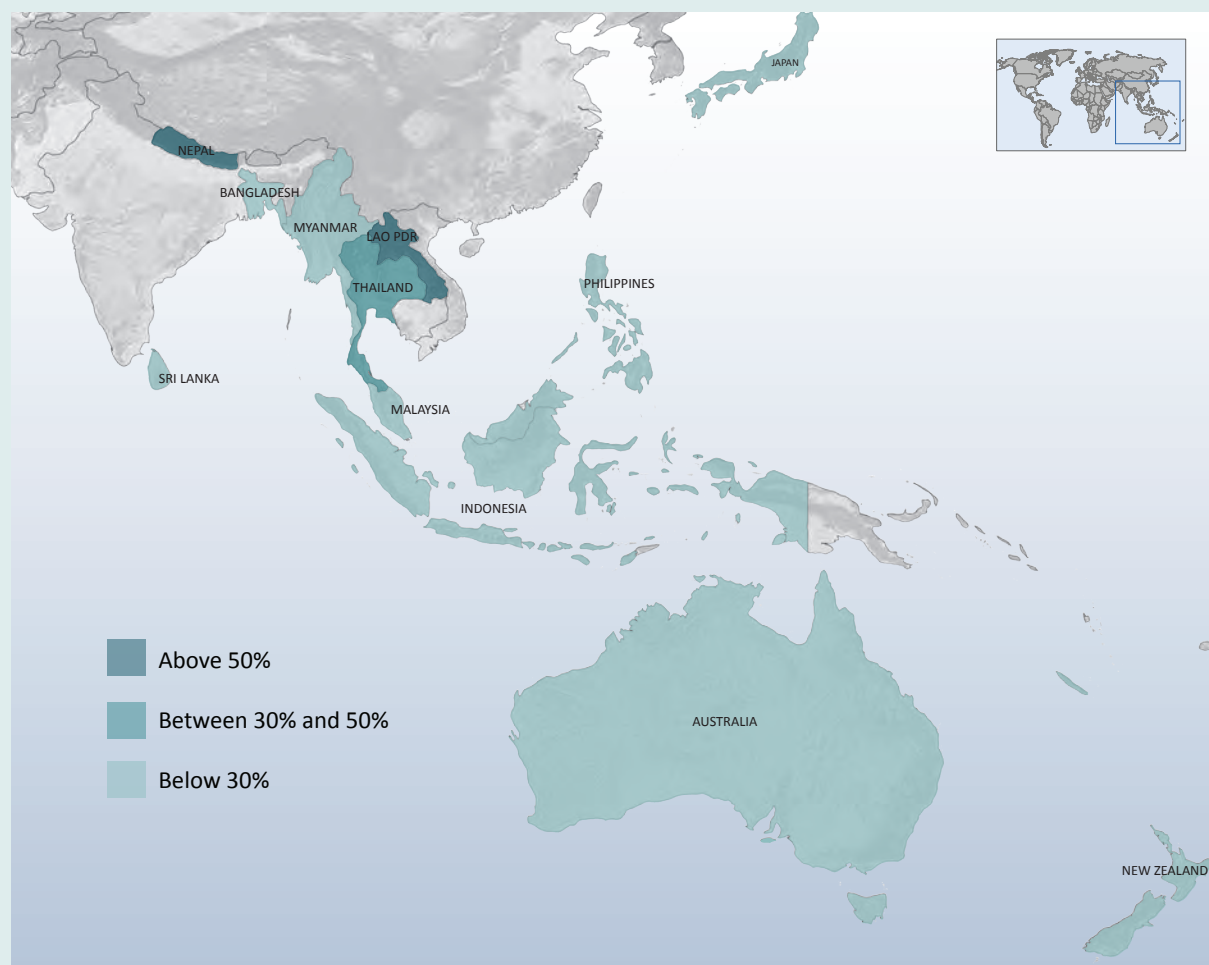 JAPAN
NEPAL
BANGLADESH
MYANMAR
LAO PDR
THAILAND
PHILIPPINES
SRI LANKA
MALAYSIA
INDONESIA
Above 50%
Between 30% and 50%
Below 30%
AUSTRALIA
NEW ZEALAND